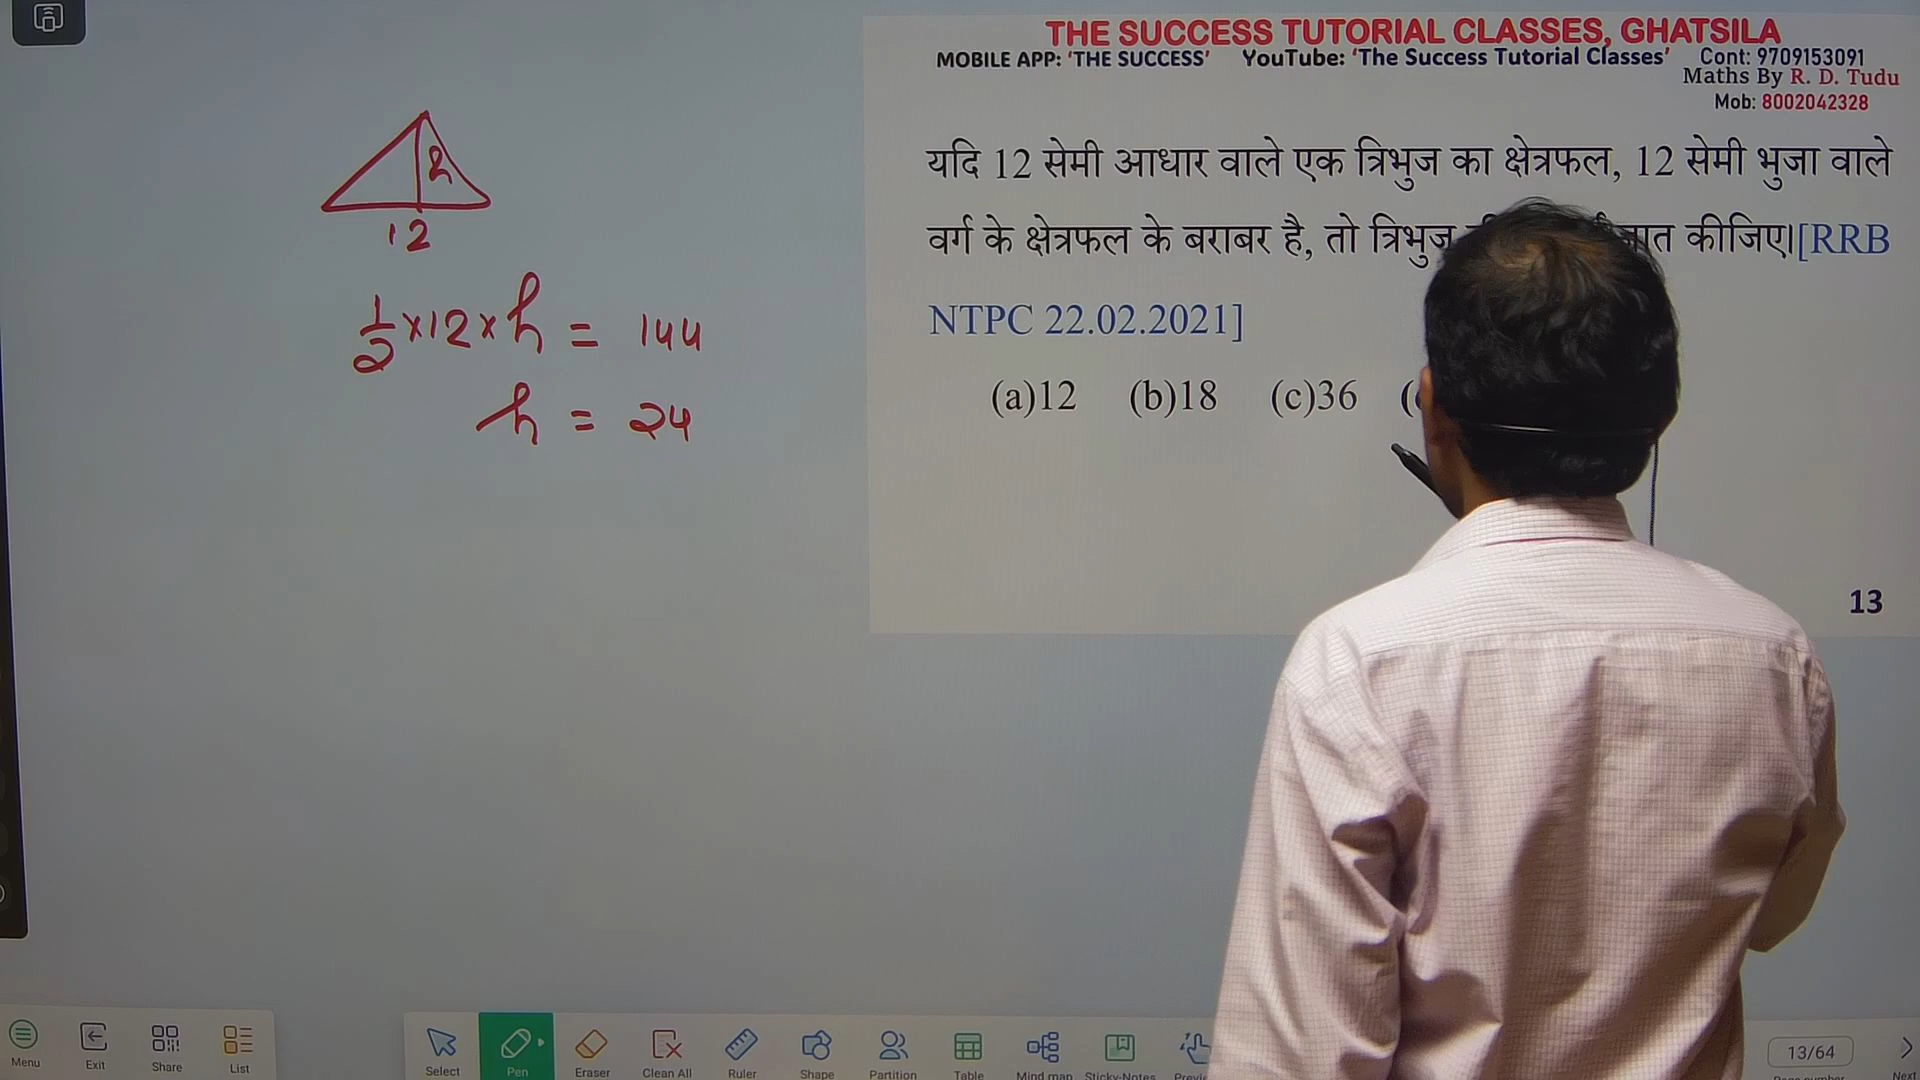 THE SUCCESS TUTORIAL CLASSES, GHATSILA
MOBILE APP: 'THE SUCCESS' YouTube: 'The Success Tutorial Classes' Cont: 9709153091
Maths By R. D. Tudu
Mob: 8002042328
यदि 12 सेमी आधार वाले एक त्रिभुज का क्षेत्रफल, 12 सेमी भुजा वाले
वर्ग के क्षेत्रफल के बराबर है, तो त्रिभुज कीजिए।[RRB
NTPC 22.02.2021]
(a)12 (b)18 (c)36
13
h
12
1/2 × 12 × h = 144
h = 24
Menu Exit Share List Select Pen Eraser Clean All Ruler Shape Partition Table Mind map Sticky-Notes
13/64
Page number Next